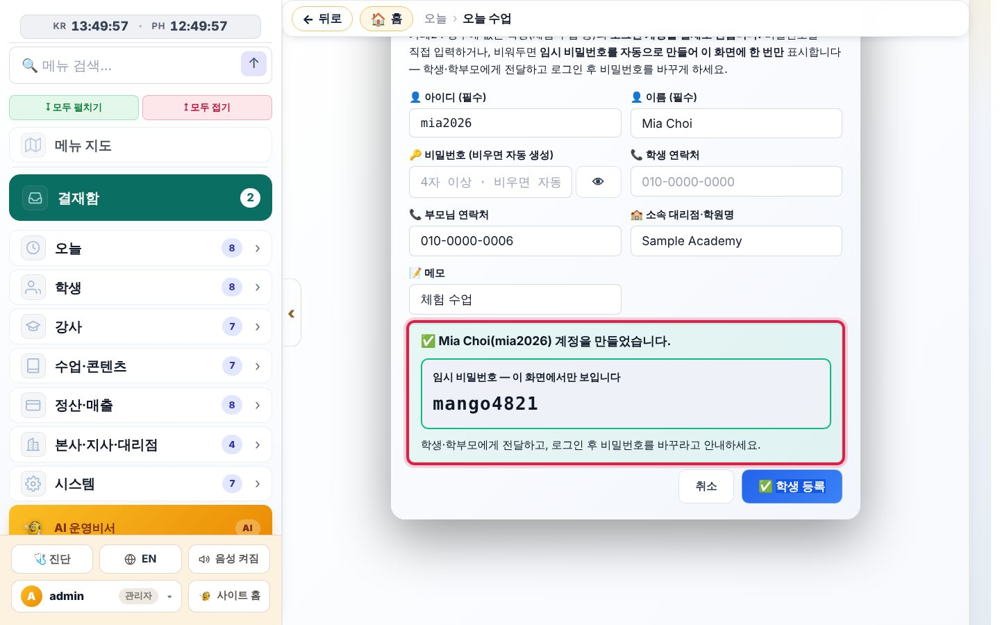 KR 13:49:57 • PH 12:49:57
메뉴 검색...
↑
↧ 모두 펼치기
↥ 모두 접기
메뉴 지도
결재함 2
오늘 8 ›
학생 8 ›
강사 7 ›
수업·콘텐츠 7 ›
정산·매출 8 ›
본사·지사·대리점 4 ›
시스템 7 ›
AI 운영비서 AI
진단
EN
음성 켜짐
A admin 관리자
사이트 홈
«
← 뒤로
홈
오늘 › 오늘 수업
직접 입력하거나, 비워두면 임시 비밀번호를 자동으로 만들어 이 화면에 한 번만 표시합니다
— 학생·학부모에게 전달하고 로그인 후 비밀번호를 바꾸게 하세요.
아이디 (필수)
이름 (필수)
mia2026
Mia Choi
비밀번호 (비우면 자동 생성)
학생 연락처
4자 이상 · 비우면 자동
010-0000-0000
부모님 연락처
소속 대리점·학원명
010-0000-0006
Sample Academy
메모
체험 수업
✅ Mia Choi(mia2026) 계정을 만들었습니다.
임시 비밀번호 — 이 화면에서만 보입니다
mango4821
학생·학부모에게 전달하고, 로그인 후 비밀번호를 바꾸라고 안내하세요.
취소
✅ 학생 등록